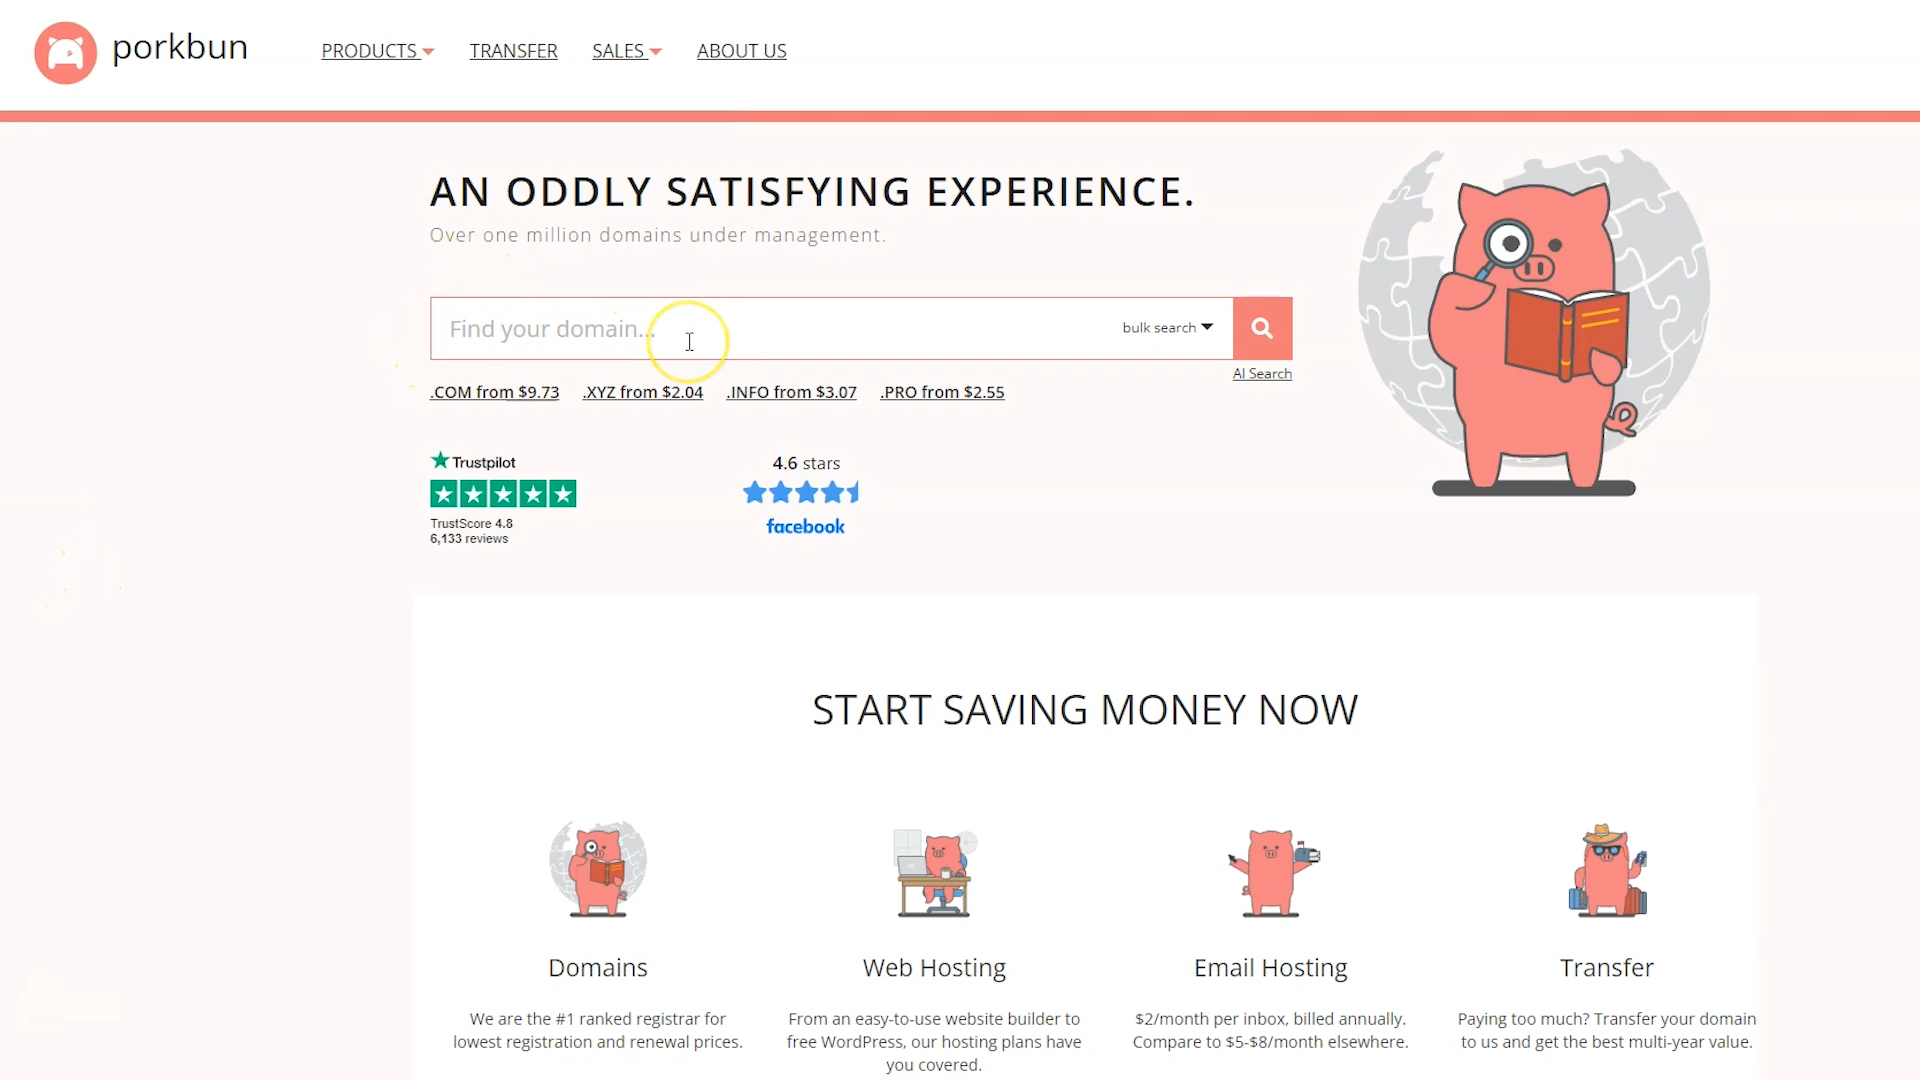 porkbun
PRODUCTS
TRANSFER
SALES
ABOUT US
AN ODDLY SATISFYING EXPERIENCE.
Over one million domains under management.
Find your domain...
bulk search
AI Search
.COM from $9.73
.XYZ from $2.04
.INFO from $3.07
.PRO from $2.55
Trustpilot
TrustScore 4.8
6,133 reviews
4.6 stars
facebook
START SAVING MONEY NOW
Domains
We are the #1 ranked registrar for
lowest registration and renewal prices.
Web Hosting
From an easy-to-use website builder to
free WordPress, our hosting plans have
you covered.
Email Hosting
$2/month per inbox, billed annually.
Compare to $5-$8/month elsewhere.
Transfer
Paying too much? Transfer your domain
to us and get the best multi-year value.